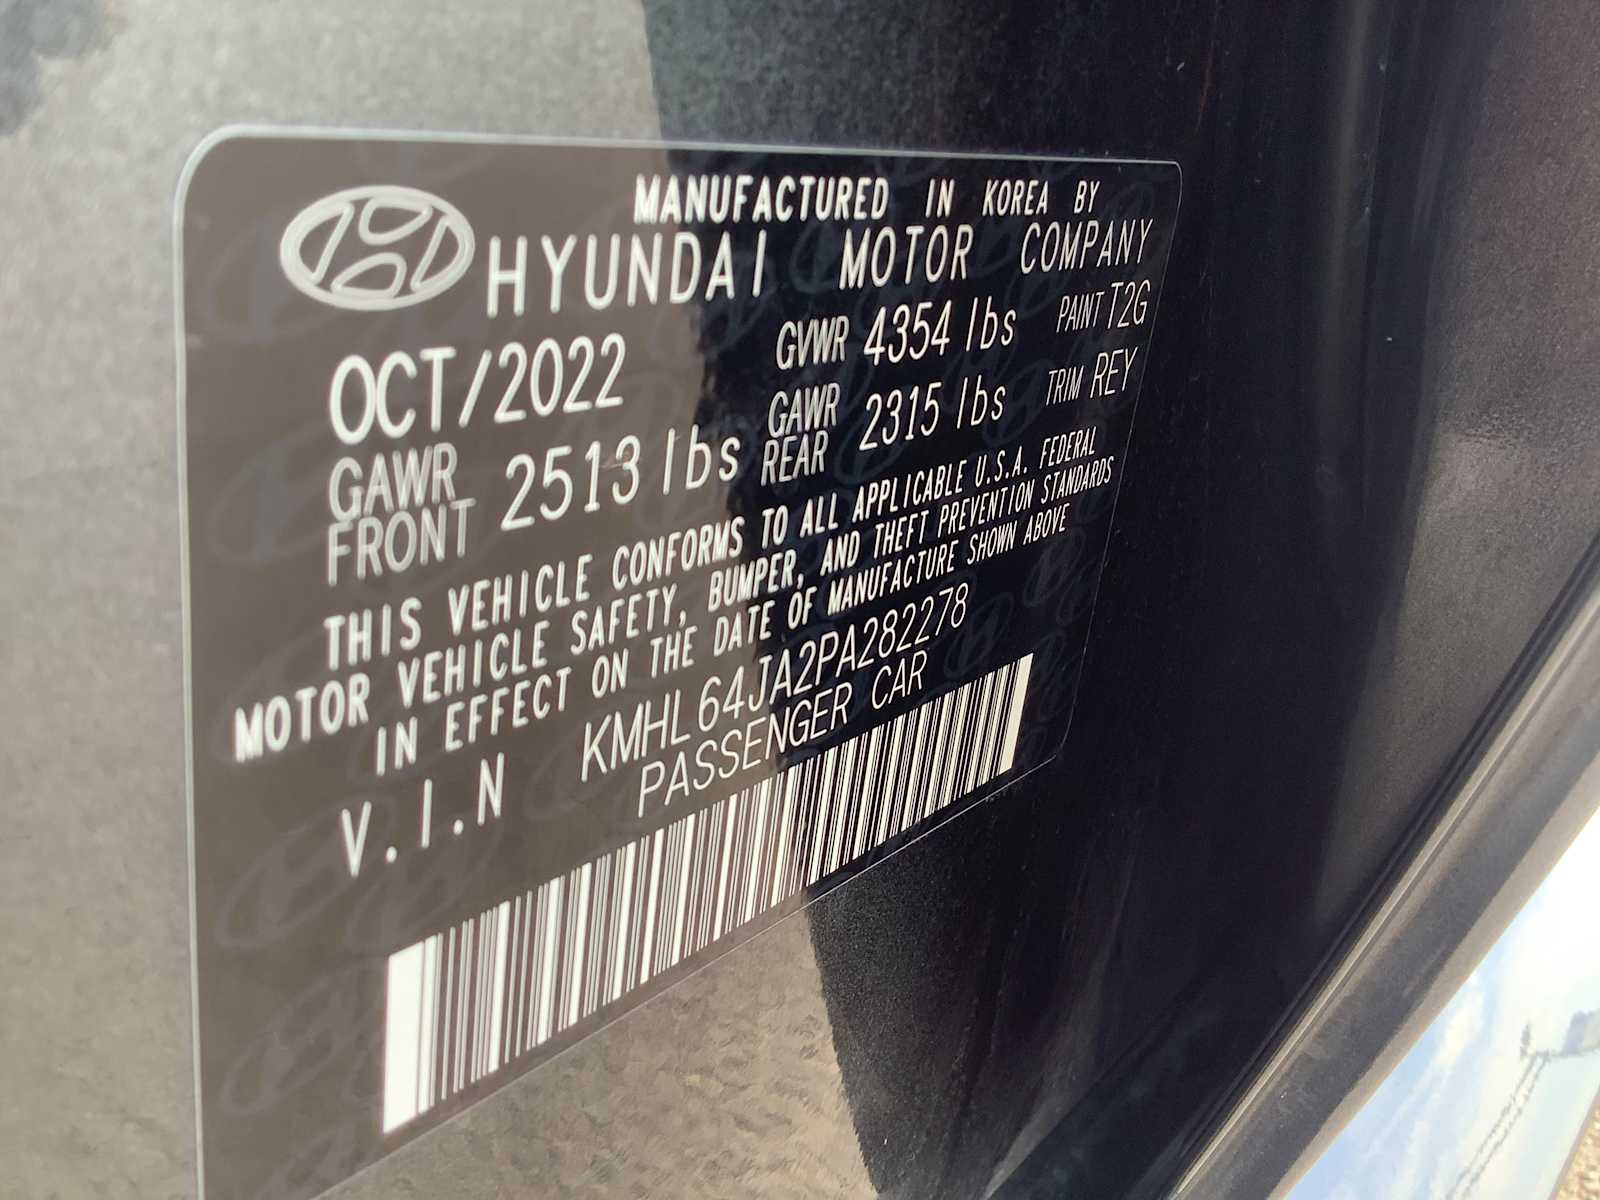 MANUFACTURED IN KOREA BY
HYUNDAI MOTOR COMPANY
OCT/2022 GVWR 4354 lbs PAINT T2G
GAWR FRONT 2513 lbs GAWR REAR 2315 lbs TRIM REY
THIS VEHICLE CONFORMS TO ALL APPLICABLE U.S.A. FEDERAL
MOTOR VEHICLE SAFETY, BUMPER, AND THEFT PREVENTION STANDARDS
IN EFFECT ON THE DATE OF MANUFACTURE SHOWN ABOVE
V.I.N KMHL64JA2PA282278
PASSENGER CAR